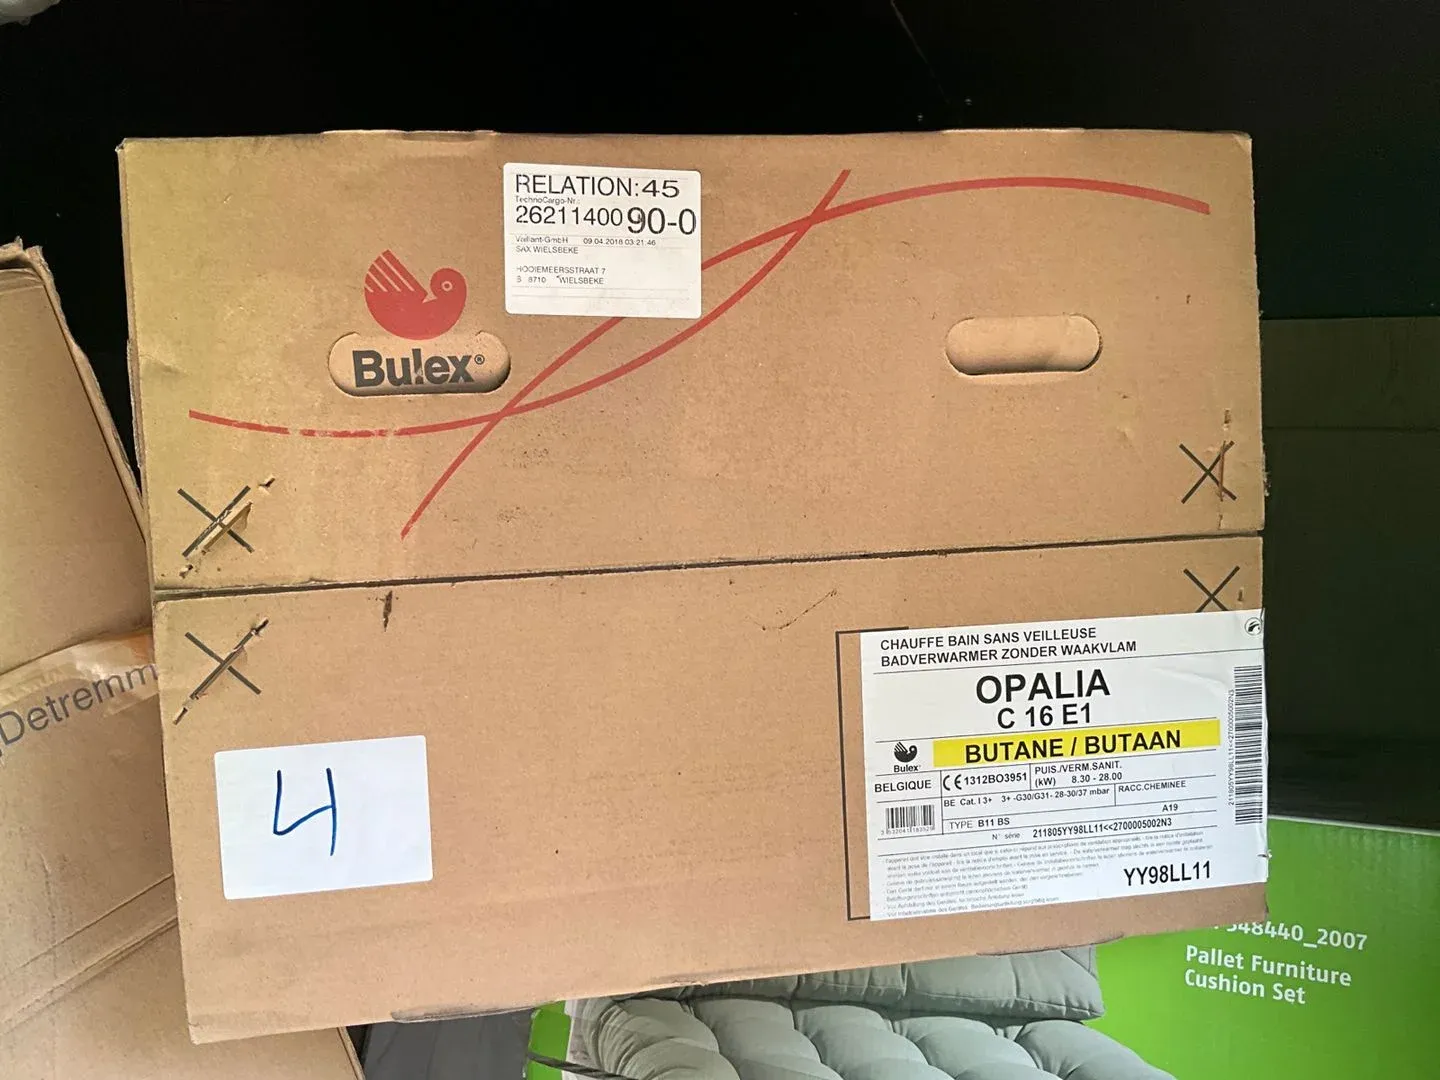 RELATION:45
TechnoCargo-Nr.:
26211400 90-0
Vaillant-GmbH 09.04.2018 03:21:46
SAX WIELSBEKE
HOOIEMEERSSTRAAT 7
B 8710 *WIELSBEKE
Bulex®
Detremm
4
CHAUFFE BAIN SANS VEILLEUSE
BADVERWARMER ZONDER WAAKVLAM
OPALIA
C 16 E1
BUTANE / BUTAAN
Bulex
BELGIQUE
CE 1312BO3951
PUIS./VERM.SANIT.
(kW) 8.30 - 28.00
BE Cat. I 3+ 3+ -G30/G31- 28-30/37 mbar
RACC.CHEMINEE
A19
TYPE B11 BS
N° série 211805YY98LL11<<2700005002N3
YY98LL11
211805YY98LL11<<2700005002N3
348440_2007
Pallet Furniture
Cushion Set